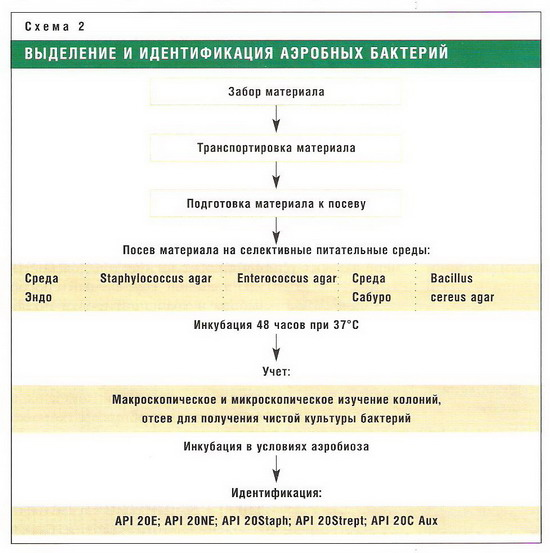 Схема 2
ВЫДЕЛЕНИЕ И ИДЕНТИФИКАЦИЯ АЭРОБНЫХ БАКТЕРИЙ
Забор материала
Транспортировка материала
Подготовка материала к посеву
Посев материала на селективные питательные среды:
Среда Staphylococcus agar Enterococcus agar Среда Bacillus
Эндо Сабуро cereus agar
Инкубация 48 часов при 37°C
Учет:
Макроскопическое и микроскопическое изучение колоний,
отсев для получения чистой культуры бактерий
Инкубация в условиях аэробиоза
Идентификация:
API 20E; API 20NE; API 20Staph; API 20Strept; API 20C Aux